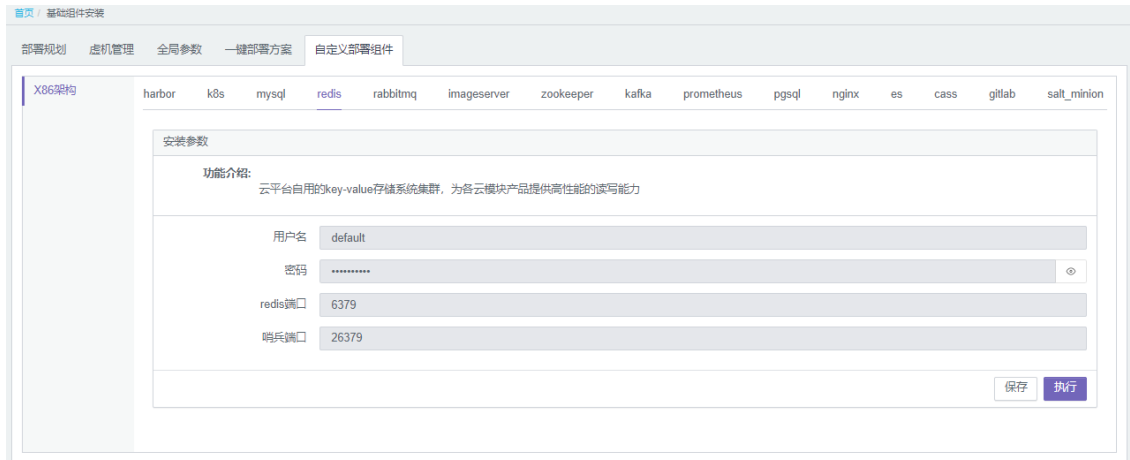 首页 / 基础组件安装
部署规划 虚机管理 全局参数 一键部署方案 自定义部署组件
X86架构
harbor k8s mysql redis rabbitmq imageserver zookeeper kafka prometheus pgsql nginx es cass gitlab salt_minion
安装参数
功能介绍:
云平台自用的key-value存储系统集群，为各云模块产品提供高性能的读写能力
用户名 default
密码 ••••••••••
redis端口 6379
哨兵端口 26379
保存 执行